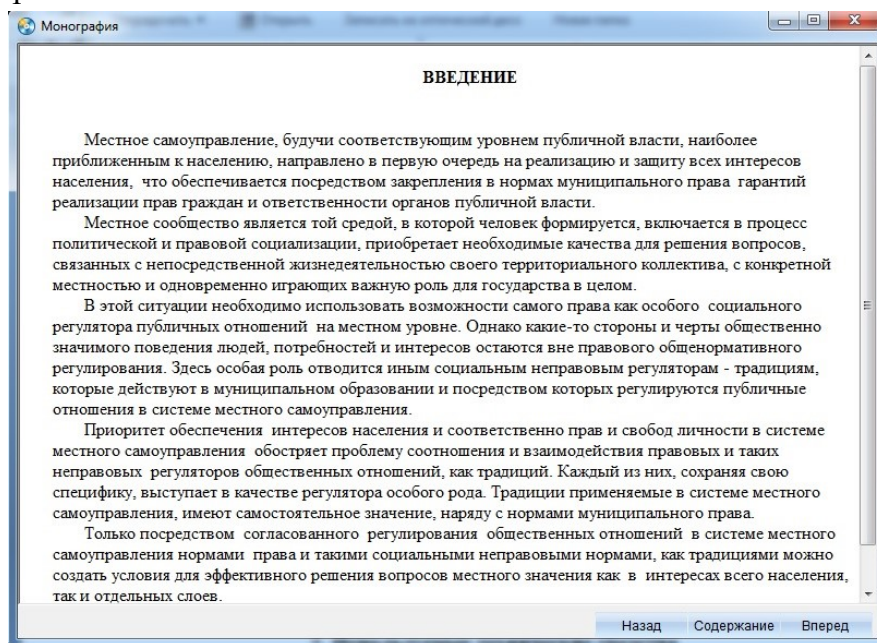 Монография
Открыть
Записать на оптический диск
Новая папка
ВВЕДЕНИЕ
Местное самоуправление, будучи соответствующим уровнем публичной власти, наиболее
приближенным к населению, направлено в первую очередь на реализацию и защиту всех интересов
населения, что обеспечивается посредством закрепления в нормах муниципального права гарантий
реализации прав граждан и ответственности органов публичной власти.
Местное сообщество является той средой, в которой человек формируется, включается в процесс
политической и правовой социализации, приобретает необходимые качества для решения вопросов,
связанных с непосредственной жизнедеятельностью своего территориального коллектива, с конкретной
местностью и одновременно играющих важную роль для государства в целом.
В этой ситуации необходимо использовать возможности самого права как особого социального
регулятора публичных отношений на местном уровне. Однако какие-то стороны и черты общественно
значимого поведения людей, потребностей и интересов остаются вне правового общенормативного
регулирования. Здесь особая роль отводится иным социальным неправовым регуляторам - традициям,
которые действуют в муниципальном образовании и посредством которых регулируются публичные
отношения в системе местного самоуправления.
Приоритет обеспечения интересов населения и соответственно прав и свобод личности в системе
местного самоуправления обостряет проблему соотношения и взаимодействия правовых и таких
неправовых регуляторов общественных отношений, как традиций. Каждый из них, сохраняя свою
специфику, выступает в качестве регулятора особого рода. Традиции применяемые в системе местного
самоуправления, имеют самостоятельное значение, наряду с нормами муниципального права.
Только посредством согласованного регулирования общественных отношений в системе местного
самоуправления нормами права и такими социальными неправовыми нормами, как традициями можно
создать условия для эффективного решения вопросов местного значения как в интересах всего населения,
так и отдельных слоев.
Назад Содержание Вперед